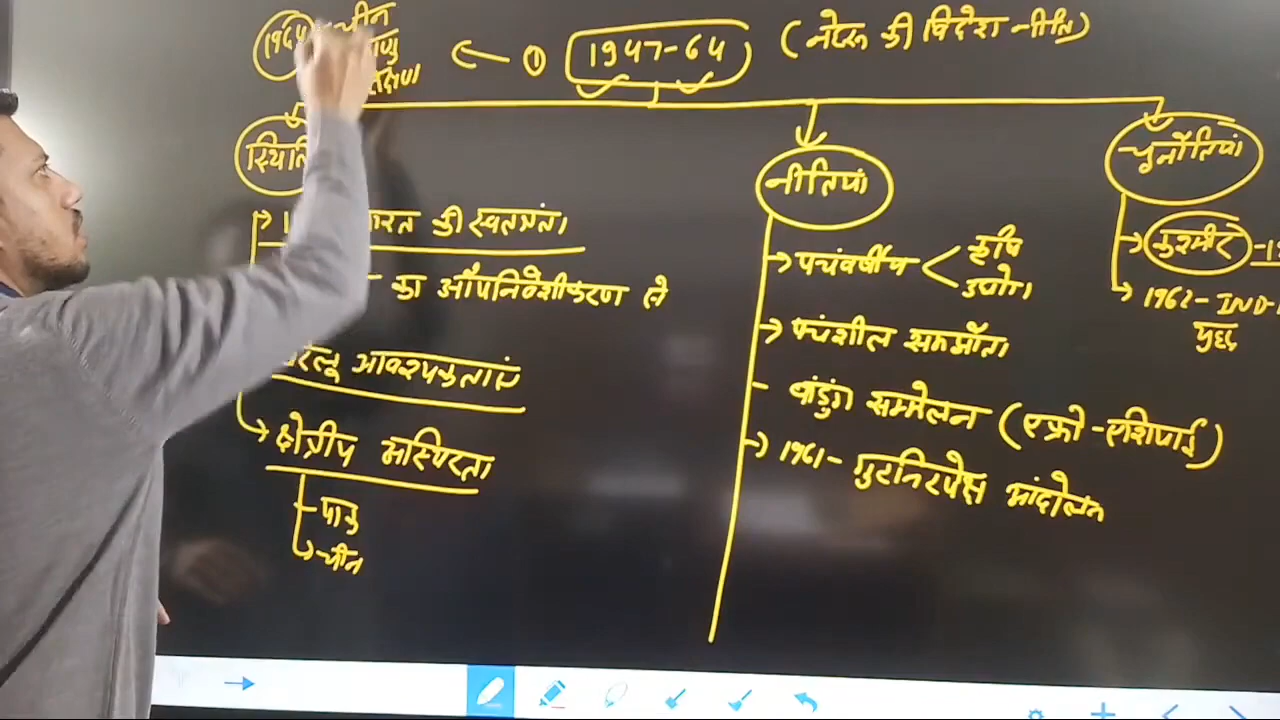 1964 चीन
① 1947-64 (नेहरू की विदेश नीति)
नीतियां
चुनौतियां
की स्वतंत्रता
का औपनिवेशीकरण से
आवश्यकताएं
क्षेत्रीय अस्थिरता
- पाक
चीन
पंचवर्षीय
कृषि
उद्योग
पंचशील समझौता
बांडुंग सम्मेलन (एफ्रो-एशियाई)
1961- गुटनिरपेक्ष आंदोलन
कश्मीर
1962- IND-
युद्ध